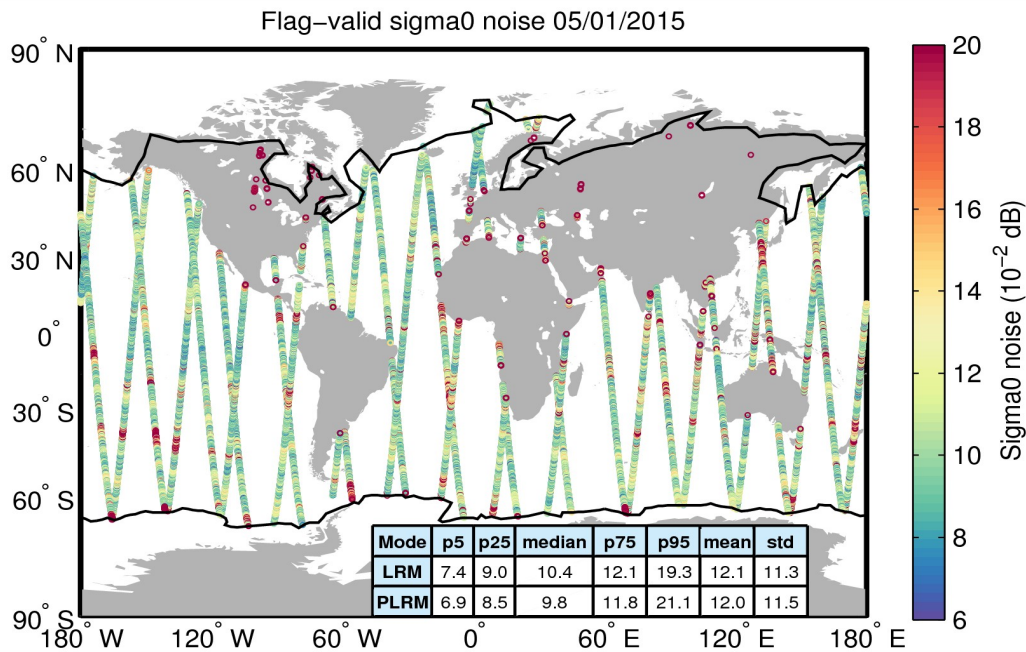 Flag−valid sigma0 noise 05/01/2015
90° N
60° N
30° N
0°
30° S
60° S
90° S
180° W 120° W 60° W 0° 60° E 120° E 180° E
Mode p5 p25 median p75 p95 mean std
LRM 7.4 9.0 10.4 12.1 19.3 12.1 11.3
PLRM 6.9 8.5 9.8 11.8 21.1 12.0 11.5
20
18
16
14
12
10
8
6
Sigma0 noise (10⁻² dB)